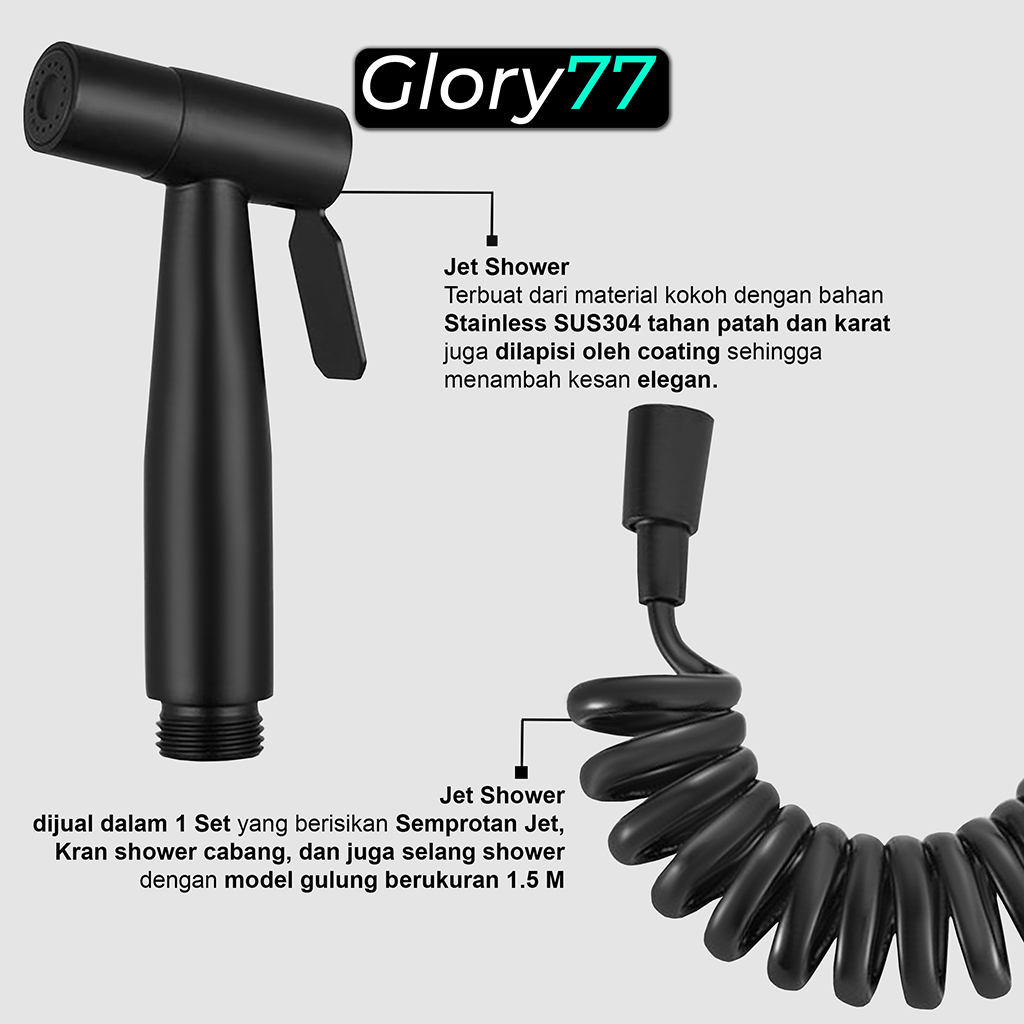 Glory77
Jet Shower
Terbuat dari material kokoh dengan bahan
Stainless SUS304 tahan patah dan karat
juga dilapisi oleh coating sehingga
menambah kesan elegan.
Jet Shower
dijual dalam 1 Set yang berisikan Semprotan Jet,
Kran shower cabang, dan juga selang shower
dengan model gulung berukuran 1.5 M